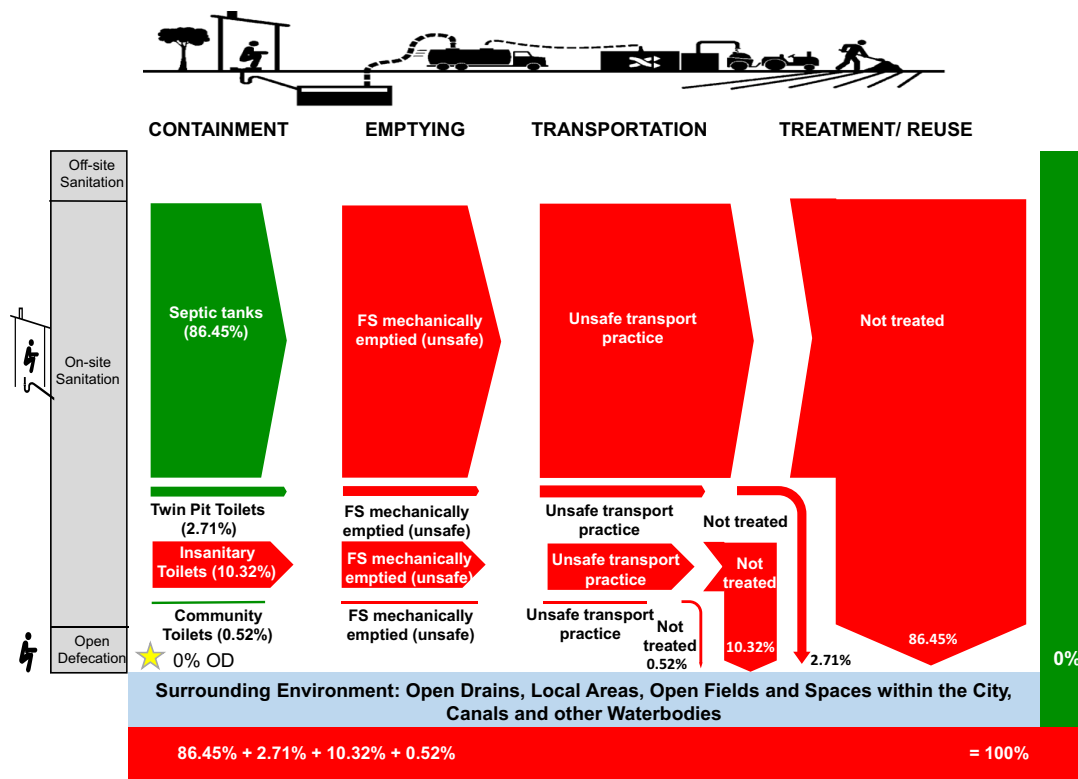 CONTAINMENT
EMPTYING
TRANSPORTATION
TREATMENT/ REUSE
Off-site
Sanitation
On-site
Sanitation
Open
Defecation
Septic tanks
(86.45%)
FS mechanically
emptied (unsafe)
Unsafe transport
practice
Not treated
Twin Pit Toilets
(2.71%)
FS mechanically
emptied (unsafe)
Unsafe transport
practice
Not treated
Insanitary
Toilets (10.32%)
FS mechanically
emptied (unsafe)
Unsafe transport
practice
Not
treated
Community
Toilets (0.52%)
FS mechanically
emptied (unsafe)
Unsafe transport
practice
Not
treated
0.52%
10.32%
2.71%
86.45%
0% OD
0%
Surrounding Environment: Open Drains, Local Areas, Open Fields and Spaces within the City,
Canals and other Waterbodies
86.45% + 2.71% + 10.32% + 0.52%
= 100%